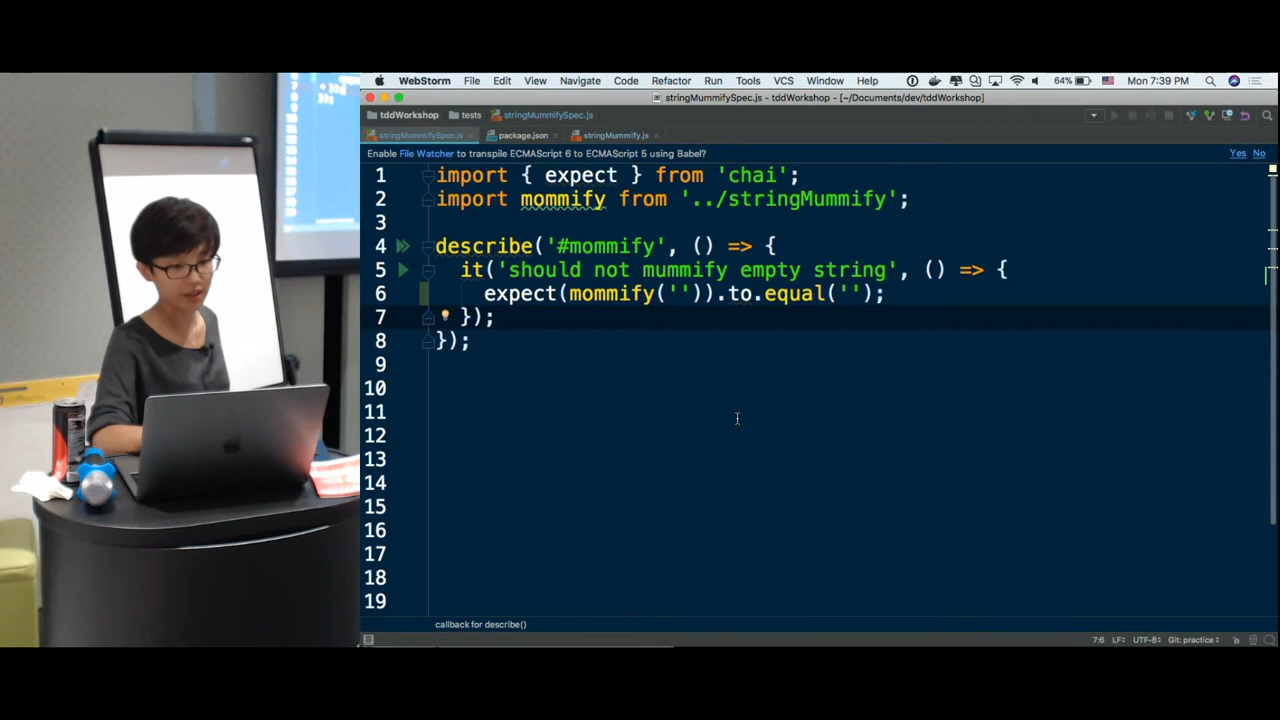 WebStorm File Edit View Navigate Code Refactor Run Tools VCS Window Help 64% Mon 7:39 PM
stringMummifySpec.js - tddWorkshop - [~/Documents/dev/tddWorkshop]
tddWorkshop tests stringMummifySpec.js
stringMummifySpec.js package.json stringMummify.js
Enable File Watcher to transpile ECMAScript 6 to ECMAScript 5 using Babel? Yes No
1 import { expect } from 'chai';
2 import mommify from '../stringMummify';
3
4 describe('#mommify', () => {
5 it('should not mummify empty string', () => {
6 expect(mommify('')).to.equal('');
7 });
8 });
9
10
11
12
13
14
15
16
17
18
19
callback for describe()
7:6 LF UTF-8 Git: practice